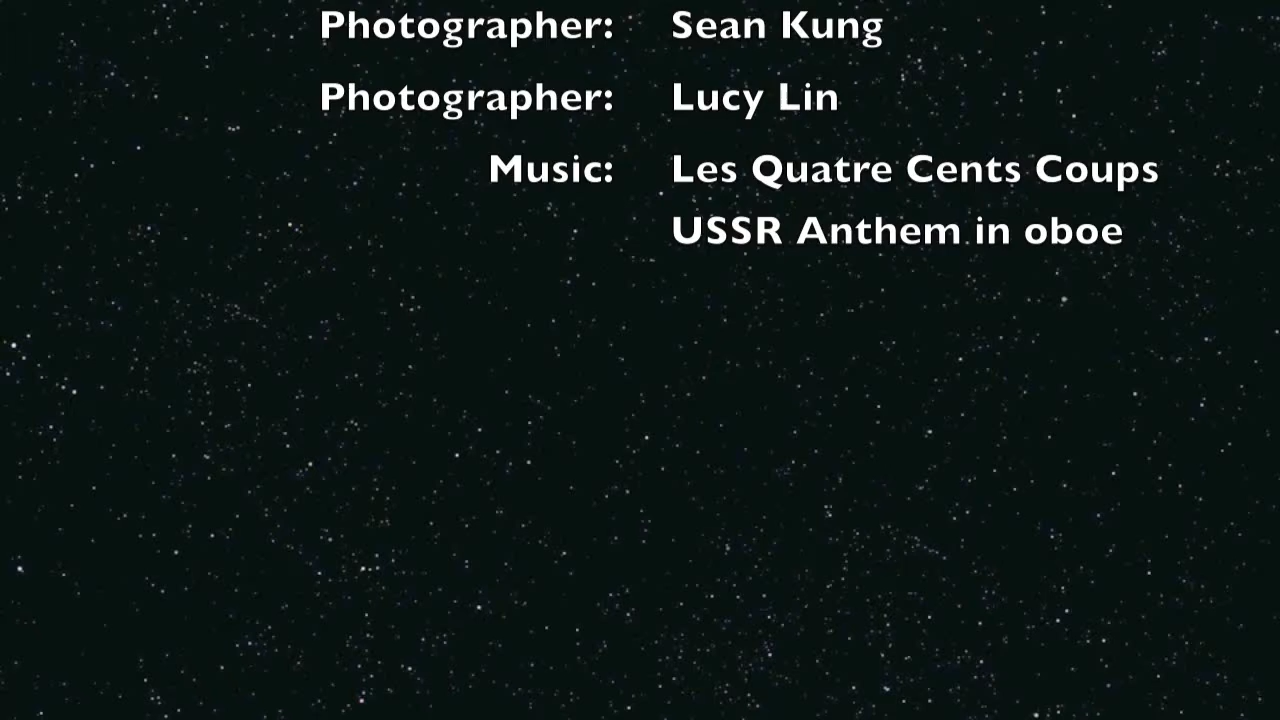 Photographer: Sean Kung
Photographer: Lucy Lin
Music: Les Quatre Cents Coups
USSR Anthem in oboe